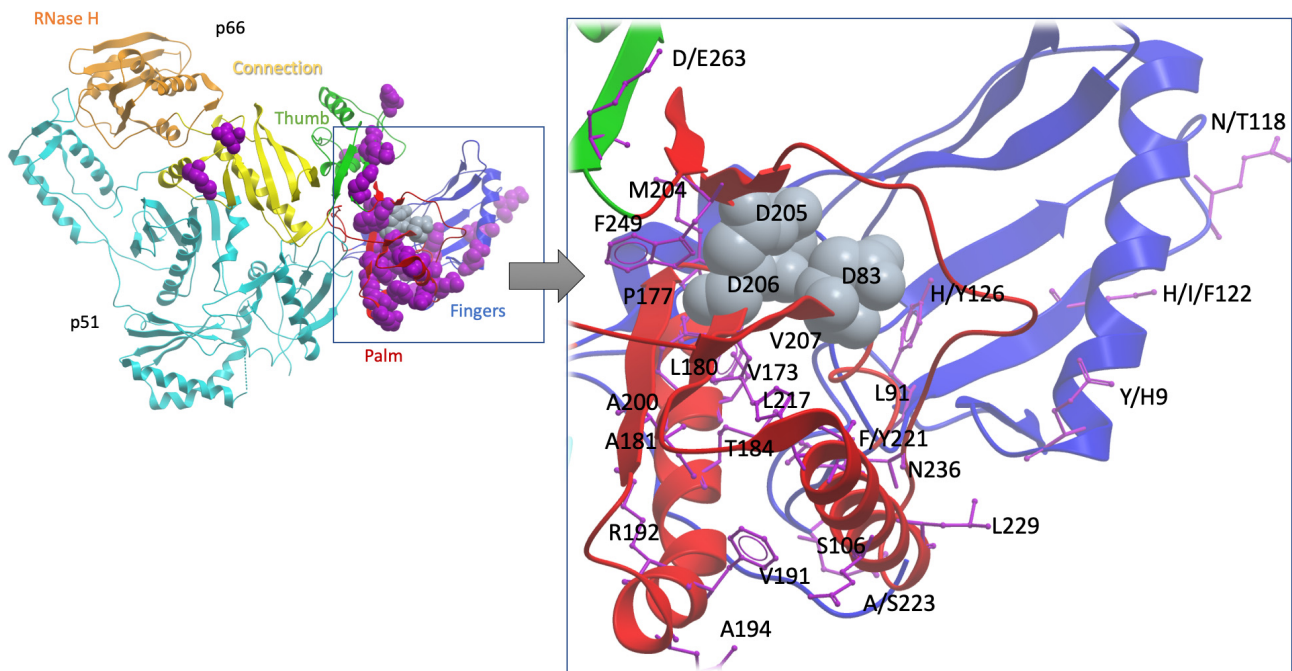 RNase H
p66
Connection
Thumb
p51
Fingers
Palm
D/E263
N/T118
M204
D205
F249
D206
D83
P177
H/Y126
H/I/F122
V207
L180
V173
L91
Y/H9
A200
L217
A181
T184
F/Y221
N236
R192
S106
L229
V191
A/S223
A194